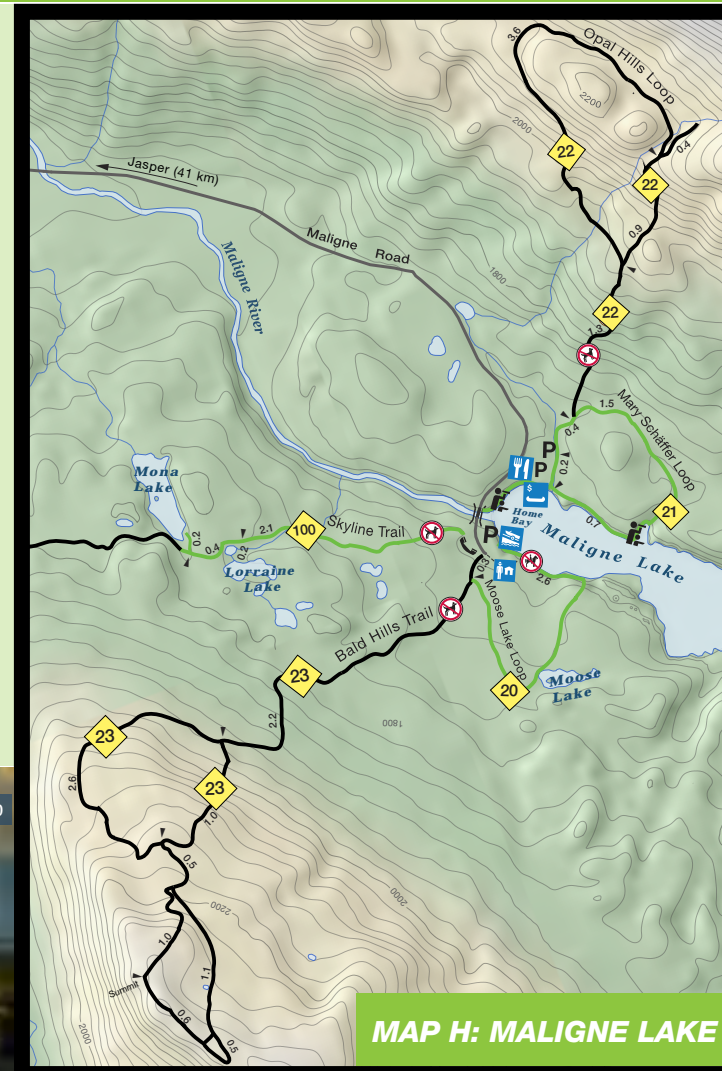 3.6
Opal Hills Loop
2200
2000
22
0.4
22
Jasper (41 km)
0.9
Maligne Road
Maligne River
1800
22
1.3
1.5
Mary Schäffer Loop
0.4
P
0.2
P
$
Mona
Lake
21
Home
Bay
0.7
0.2
2.1
100
Skyline Trail
P
Maligne Lake
0.4
0.2
Lorraine
Lake
0.3
2.6
Bald Hills Trail
Moose Lake Loop
23
20
Moose
Lake
2.2
1800
23
2.6
23
1.0
0.5
2200
2000
1.0
1.1
Summit
0.6
0.5
2000
MAP H: MALIGNE LAKE